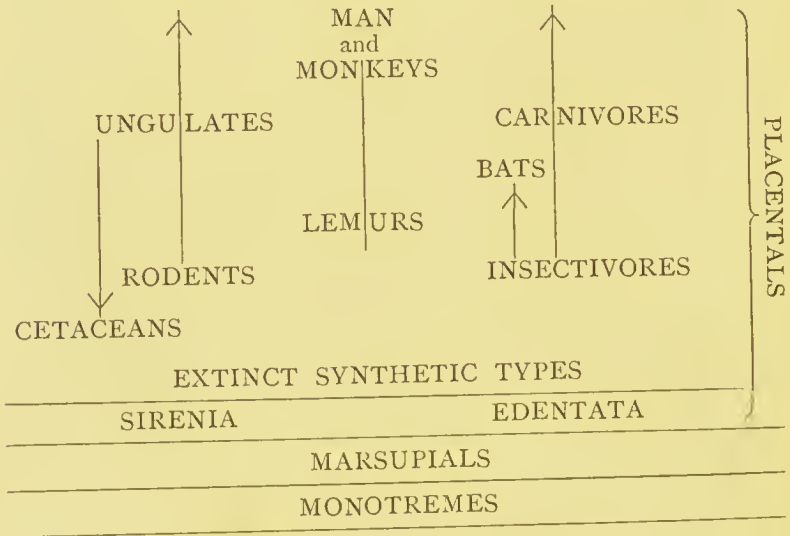 MAN
and
MONKEYS
UNGULATES
CARNIVORES
BATS
LEMURS
RODENTS
INSECTIVORES
CETACEANS
PLACENTALS
EXTINCT SYNTHETIC TYPES
SIRENIA
EDENTATA
MARSUPIALS
MONOTREMES